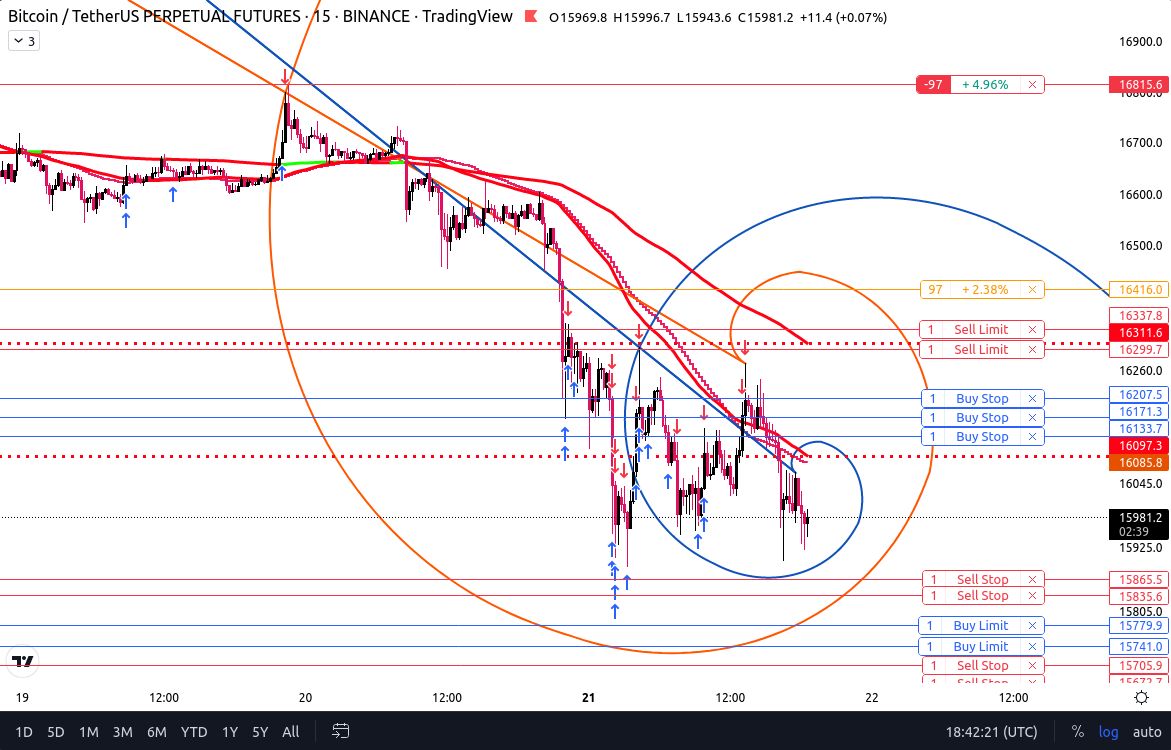 Bitcoin / TetherUS PERPETUAL FUTURES · 15 · BINANCE · TradingView O15969.8 H15996.7 L15943.6 C15981.2 +11.4 (+0.07%)
3
16900.0
-97 + 4.96% × 16815.6
16800.0
16700.0
16600.0
16500.0
97 + 2.38% × 16416.0
16337.8
1 Sell Limit ×
16311.6
1 Sell Limit × 16299.7
16260.0
1 Buy Stop × 16207.5
1 Buy Stop × 16171.3
1 Buy Stop × 16133.7
16097.3
16085.8
16045.0
15981.2
02:39
15925.0
1 Sell Stop × 15865.5
1 Sell Stop × 15835.6
15805.0
1 Buy Limit × 15779.9
1 Buy Limit × 15741.0
1 Sell Stop × 15705.9
1 Sell Stop × 15672.7
19 12:00 20 12:00 21 12:00 22 12:00
1D 5D 1M 3M 6M YTD 1Y 5Y All 18:42:21 (UTC) % log auto